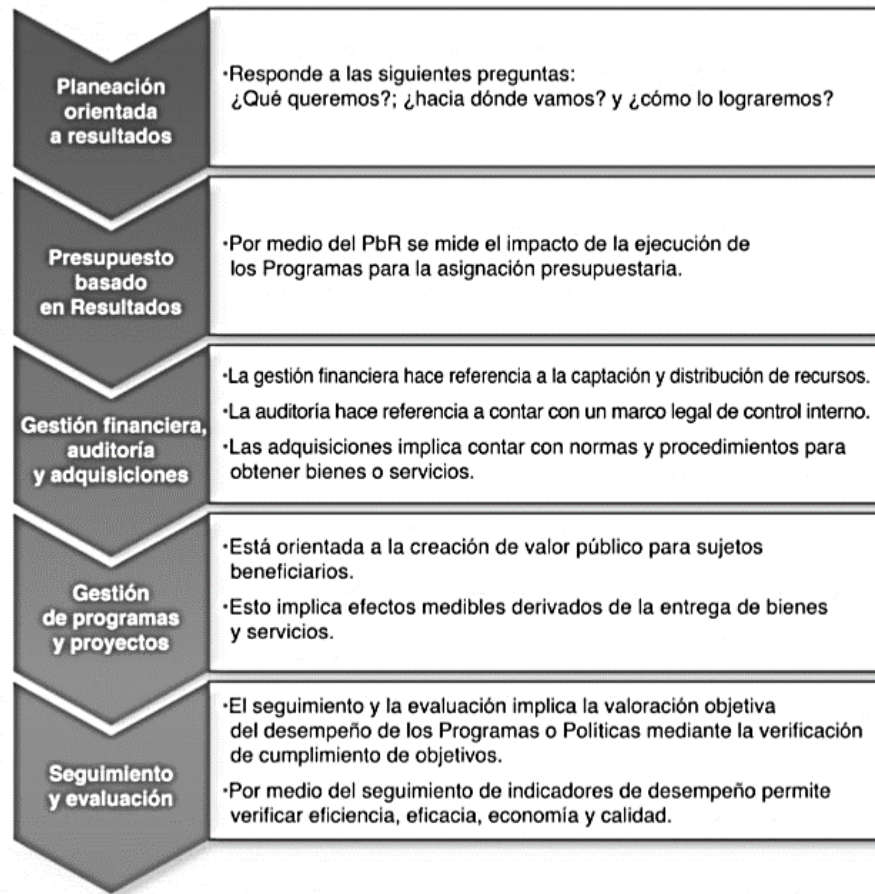 Planeación
orientada
a resultados
·Responde a las siguientes preguntas:
¿Qué queremos?; ¿hacia dónde vamos? y ¿cómo lo lograremos?
Presupuesto
basado
en Resultados
·Por medio del PbR se mide el impacto de la ejecución de
los Programas para la asignación presupuestaria.
Gestión financiera,
auditoría
y adquisiciones
·La gestión financiera hace referencia a la captación y distribución de recursos.
·La auditoría hace referencia a contar con un marco legal de control interno.
·Las adquisiciones implica contar con normas y procedimientos para
obtener bienes o servicios.
Gestión
de programas
y proyectos
·Está orientada a la creación de valor público para sujetos
beneficiarios.
·Esto implica efectos medibles derivados de la entrega de bienes
y servicios.
Seguimiento
y evaluación
·El seguimiento y la evaluación implica la valoración objetiva
del desempeño de los Programas o Políticas mediante la verificación
de cumplimiento de objetivos.
·Por medio del seguimiento de indicadores de desempeño permite
verificar eficiencia, eficacia, economía y calidad.